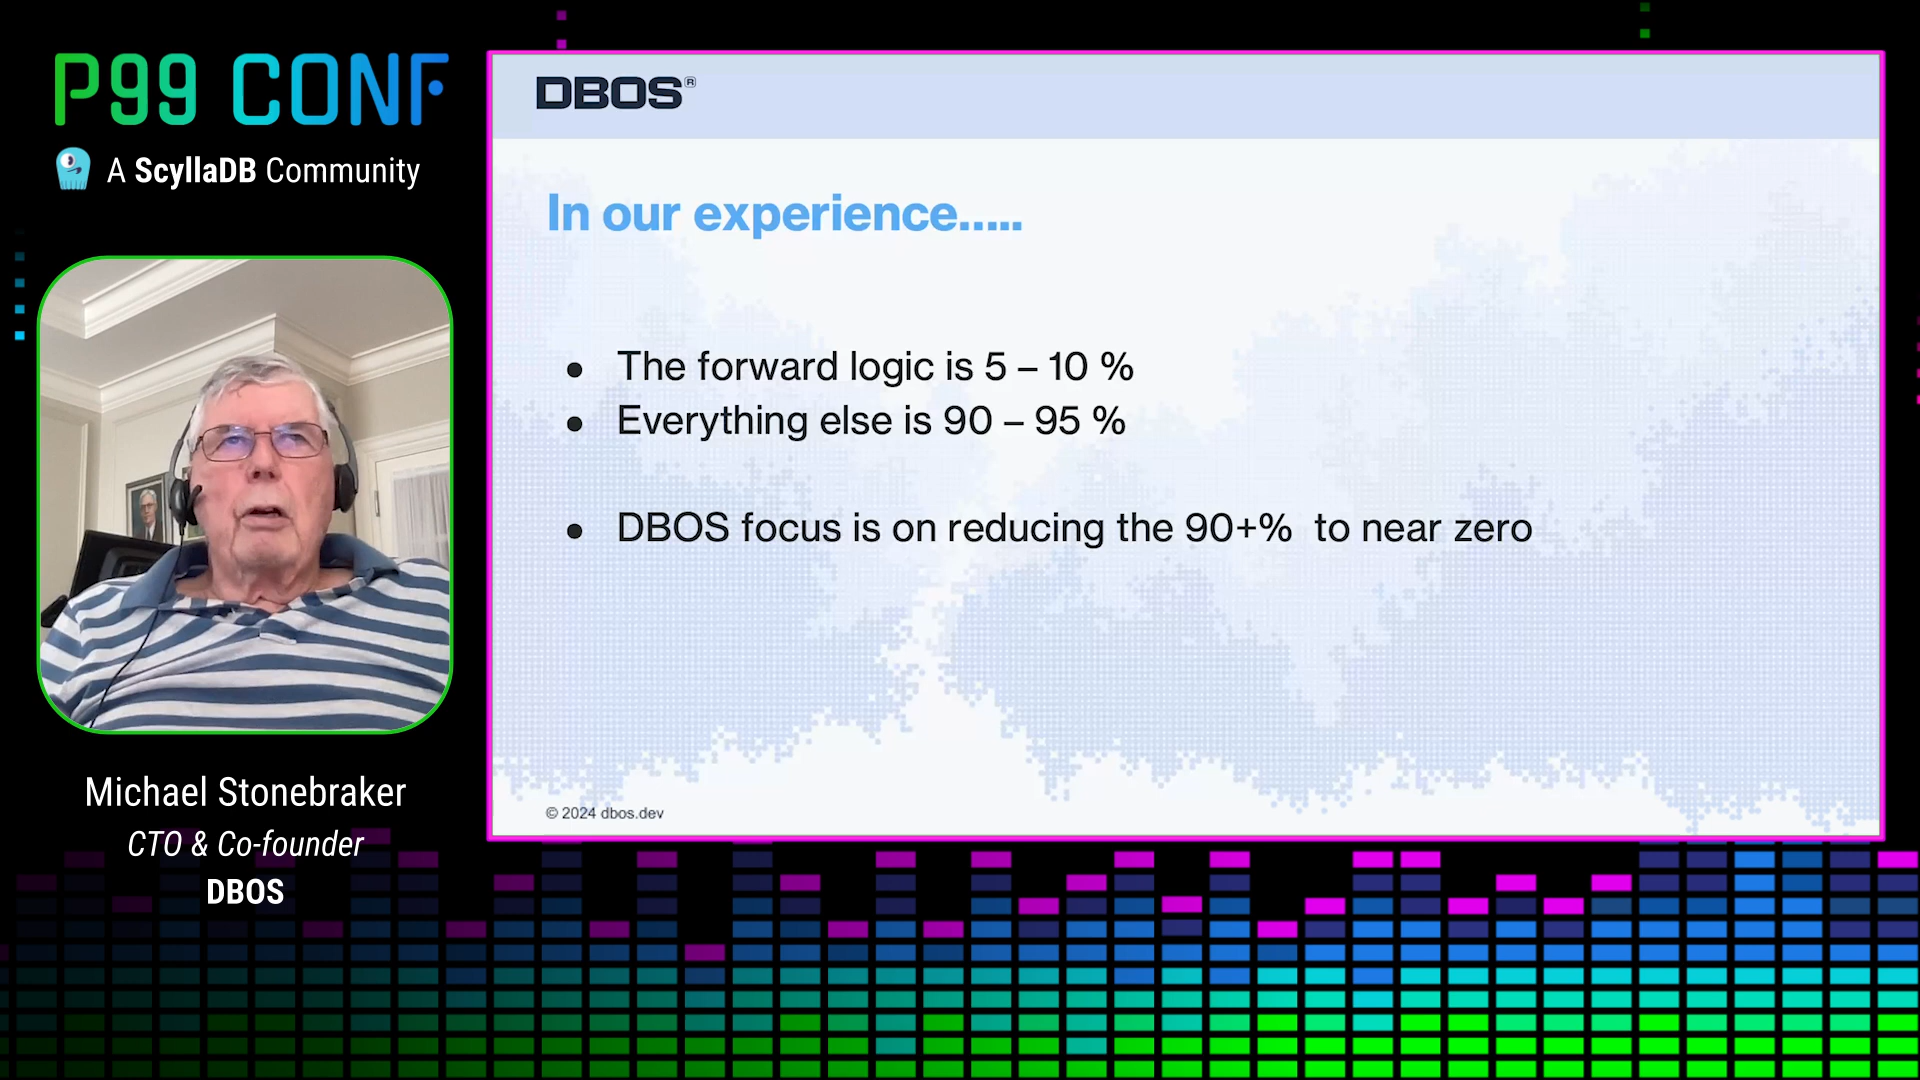 P99 CONF
A ScyllaDB Community
DBOS®
In our experience.....
● The forward logic is 5 – 10 %
● Everything else is 90 – 95 %
● DBOS focus is on reducing the 90+% to near zero
© 2024 dbos.dev
Michael Stonebraker
CTO & Co-founder
DBOS